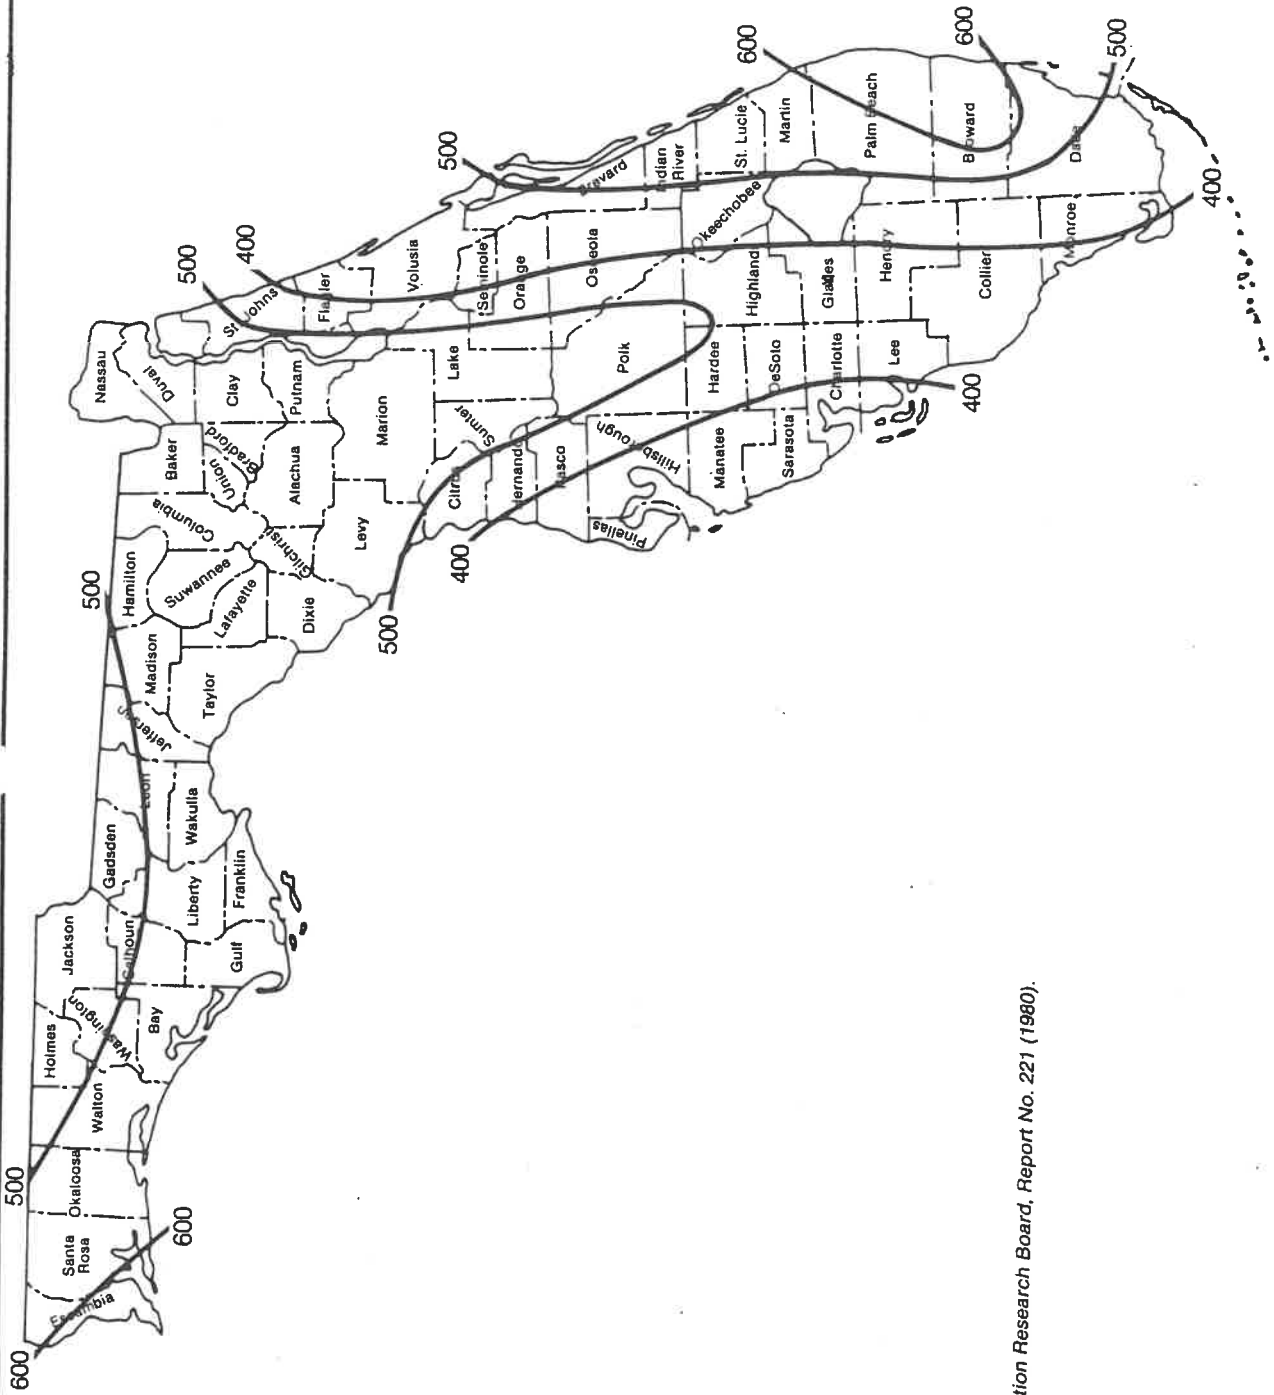 600
500
600
500
500
400
500
400
500
600
600
500
400
400
Escambia
Santa
Rosa
Okaloosa
Walton
Holmes
Washington
Bay
Jackson
Calhoun
Gulf
Gadsden
Liberty
Franklin
Leon
Wakulla
Jefferson
Madison
Taylor
Hamilton
Suwannee
Lafayette
Dixie
Columbia
Gilchrist
Levy
Baker
Union
Bradford
Alachua
Nassau
Duval
Clay
Putnam
Marion
St. Johns
Flagler
Volusia
Citrus
Sumter
Lake
Hernando
Pasco
Pinellas
Hillsborough
Polk
Seminole
Orange
Osceola
Brevard
Indian
River
Manatee
Hardee
Highlands
Okeechobee
St. Lucie
Sarasota
DeSoto
Martin
Charlotte
Glades
Palm Beach
Lee
Hendry
Collier
Broward
Monroe
Dade
tion Research Board, Report No. 221 (1980).